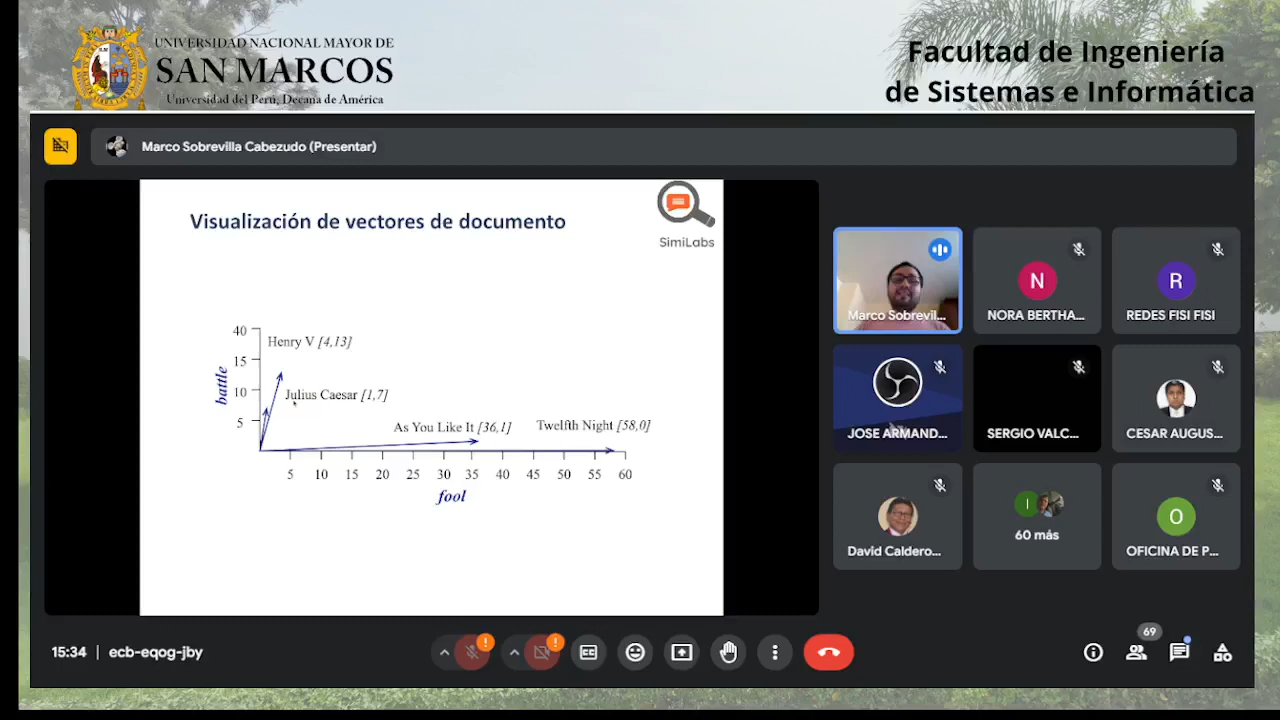 UNIVERSIDAD NACIONAL MAYOR DE
SAN MARCOS
Universidad del Perú, Decana de América
Facultad de Ingeniería
de Sistemas e Informática
Marco Sobrevilla Cabezudo (Presentar)
Visualización de vectores de documento
SimiLabs
40
Henry V [4,13]
15
battle
10
Julius Caesar [1,7]
5
As You Like It [36,1]
Twelfth Night [58,0]
5 10 15 20 25 30 35 40 45 50 55 60
fool
Marco Sobrevil...
N
NORA BERTHA...
R
REDES FISI FISI
JOSE ARMAND...
SERGIO VALC...
CESAR AUGUS...
David Caldero...
I
60 más
O
OFICINA DE P...
15:34 | ecb-eqog-jby
69